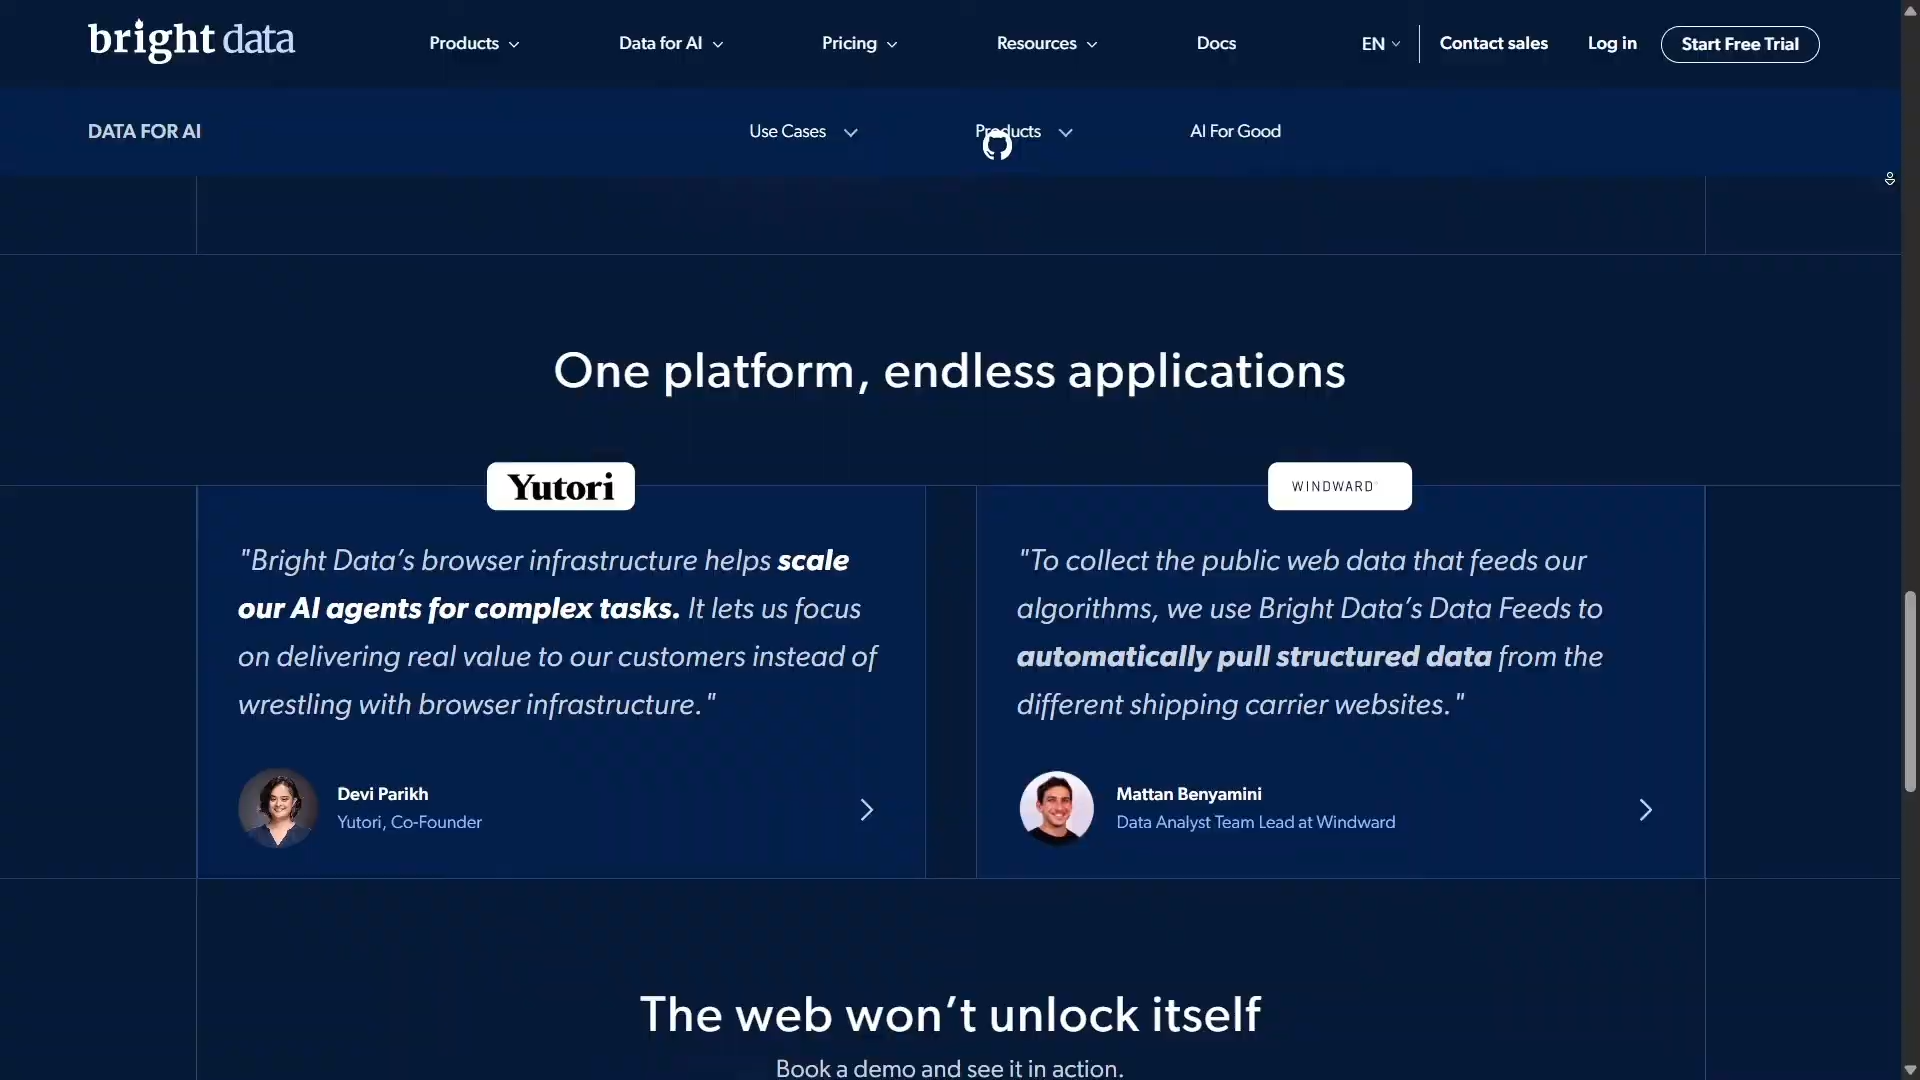 bright data
Products
Data for AI
Pricing
Resources
Docs
EN
Contact sales
Log in
Start Free Trial
DATA FOR AI
Use Cases
Products
AI For Good
One platform, endless applications
Yutori
"Bright Data’s browser infrastructure helps scale
our AI agents for complex tasks. It lets us focus
on delivering real value to our customers instead of
wrestling with browser infrastructure."
Devi Parikh
Yutori, Co-Founder
WINDWARD
"To collect the public web data that feeds our
algorithms, we use Bright Data’s Data Feeds to
automatically pull structured data from the
different shipping carrier websites."
Mattan Benyamini
Data Analyst Team Lead at Windward
The web won’t unlock itself
Book a demo and see it in action.